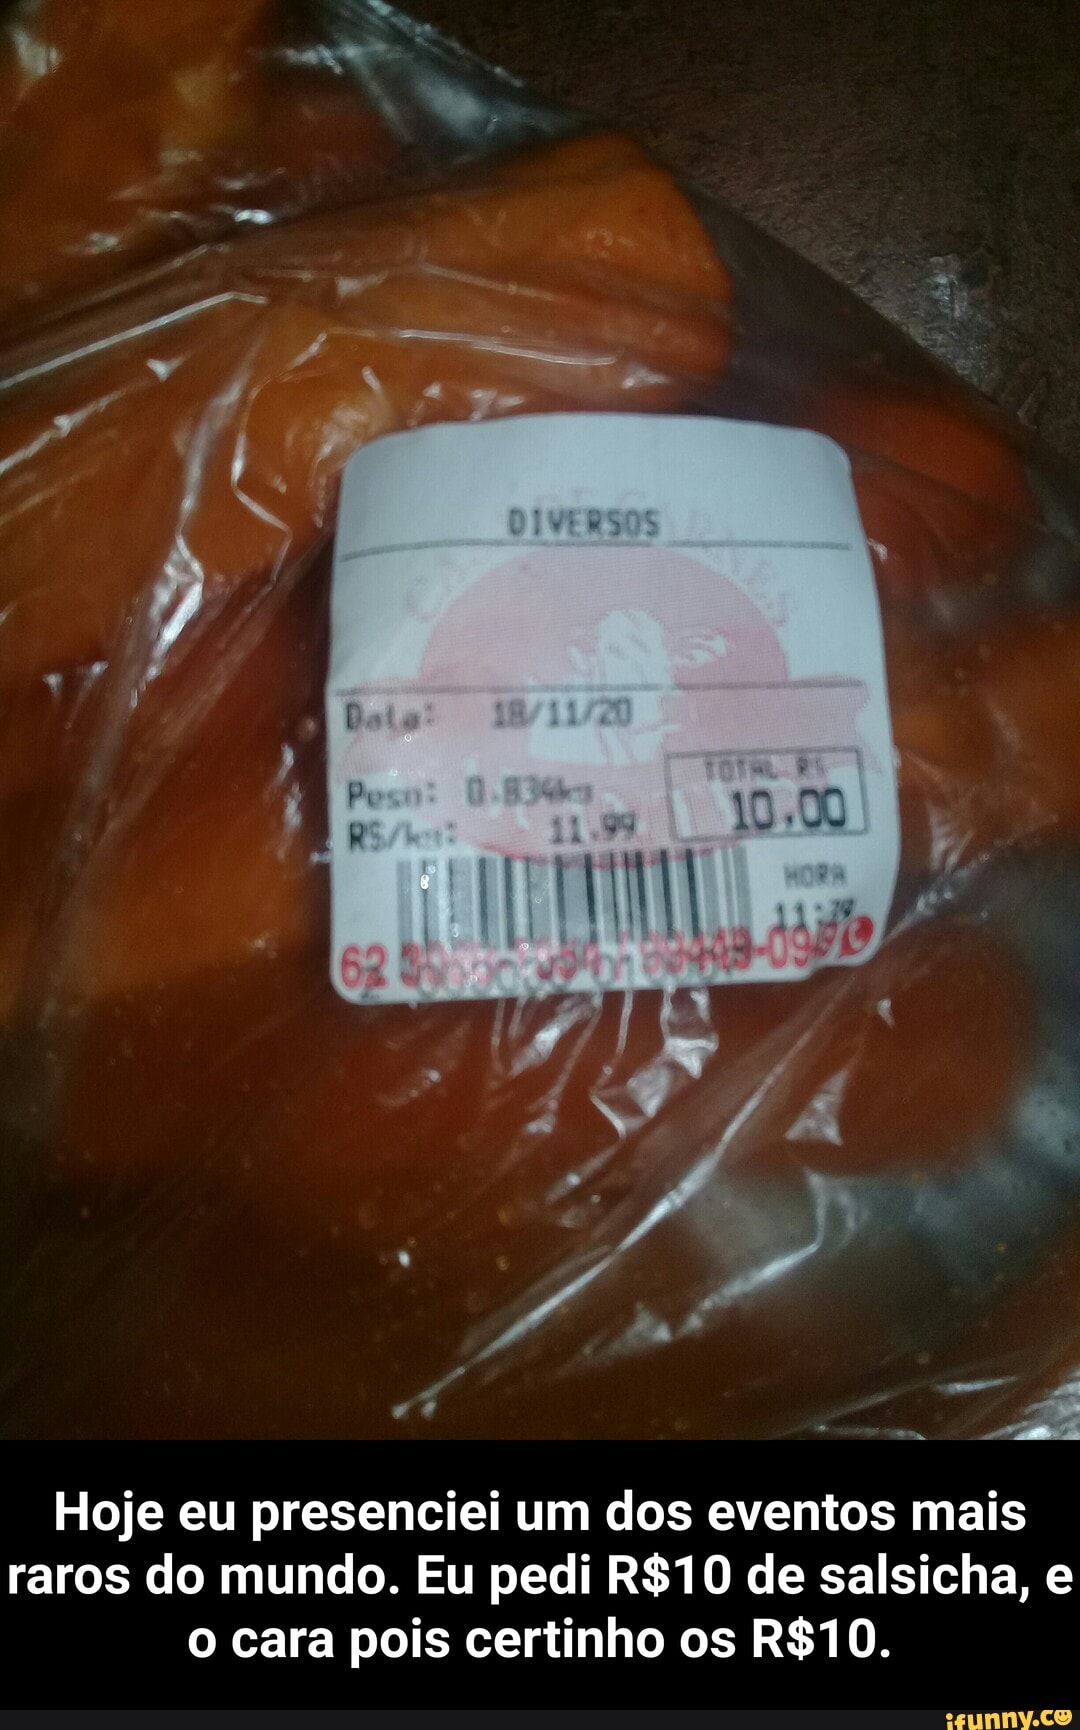 DIVERSOS
Data: 18/11/20
TOTAL R$
Peso: 0.834kg
10.00
R$/kg: 11.99
HORA
62
Hoje eu presenciei um dos eventos mais
raros do mundo. Eu pedi R$10 de salsicha, e
o cara pois certinho os R$10.
ifunny.co